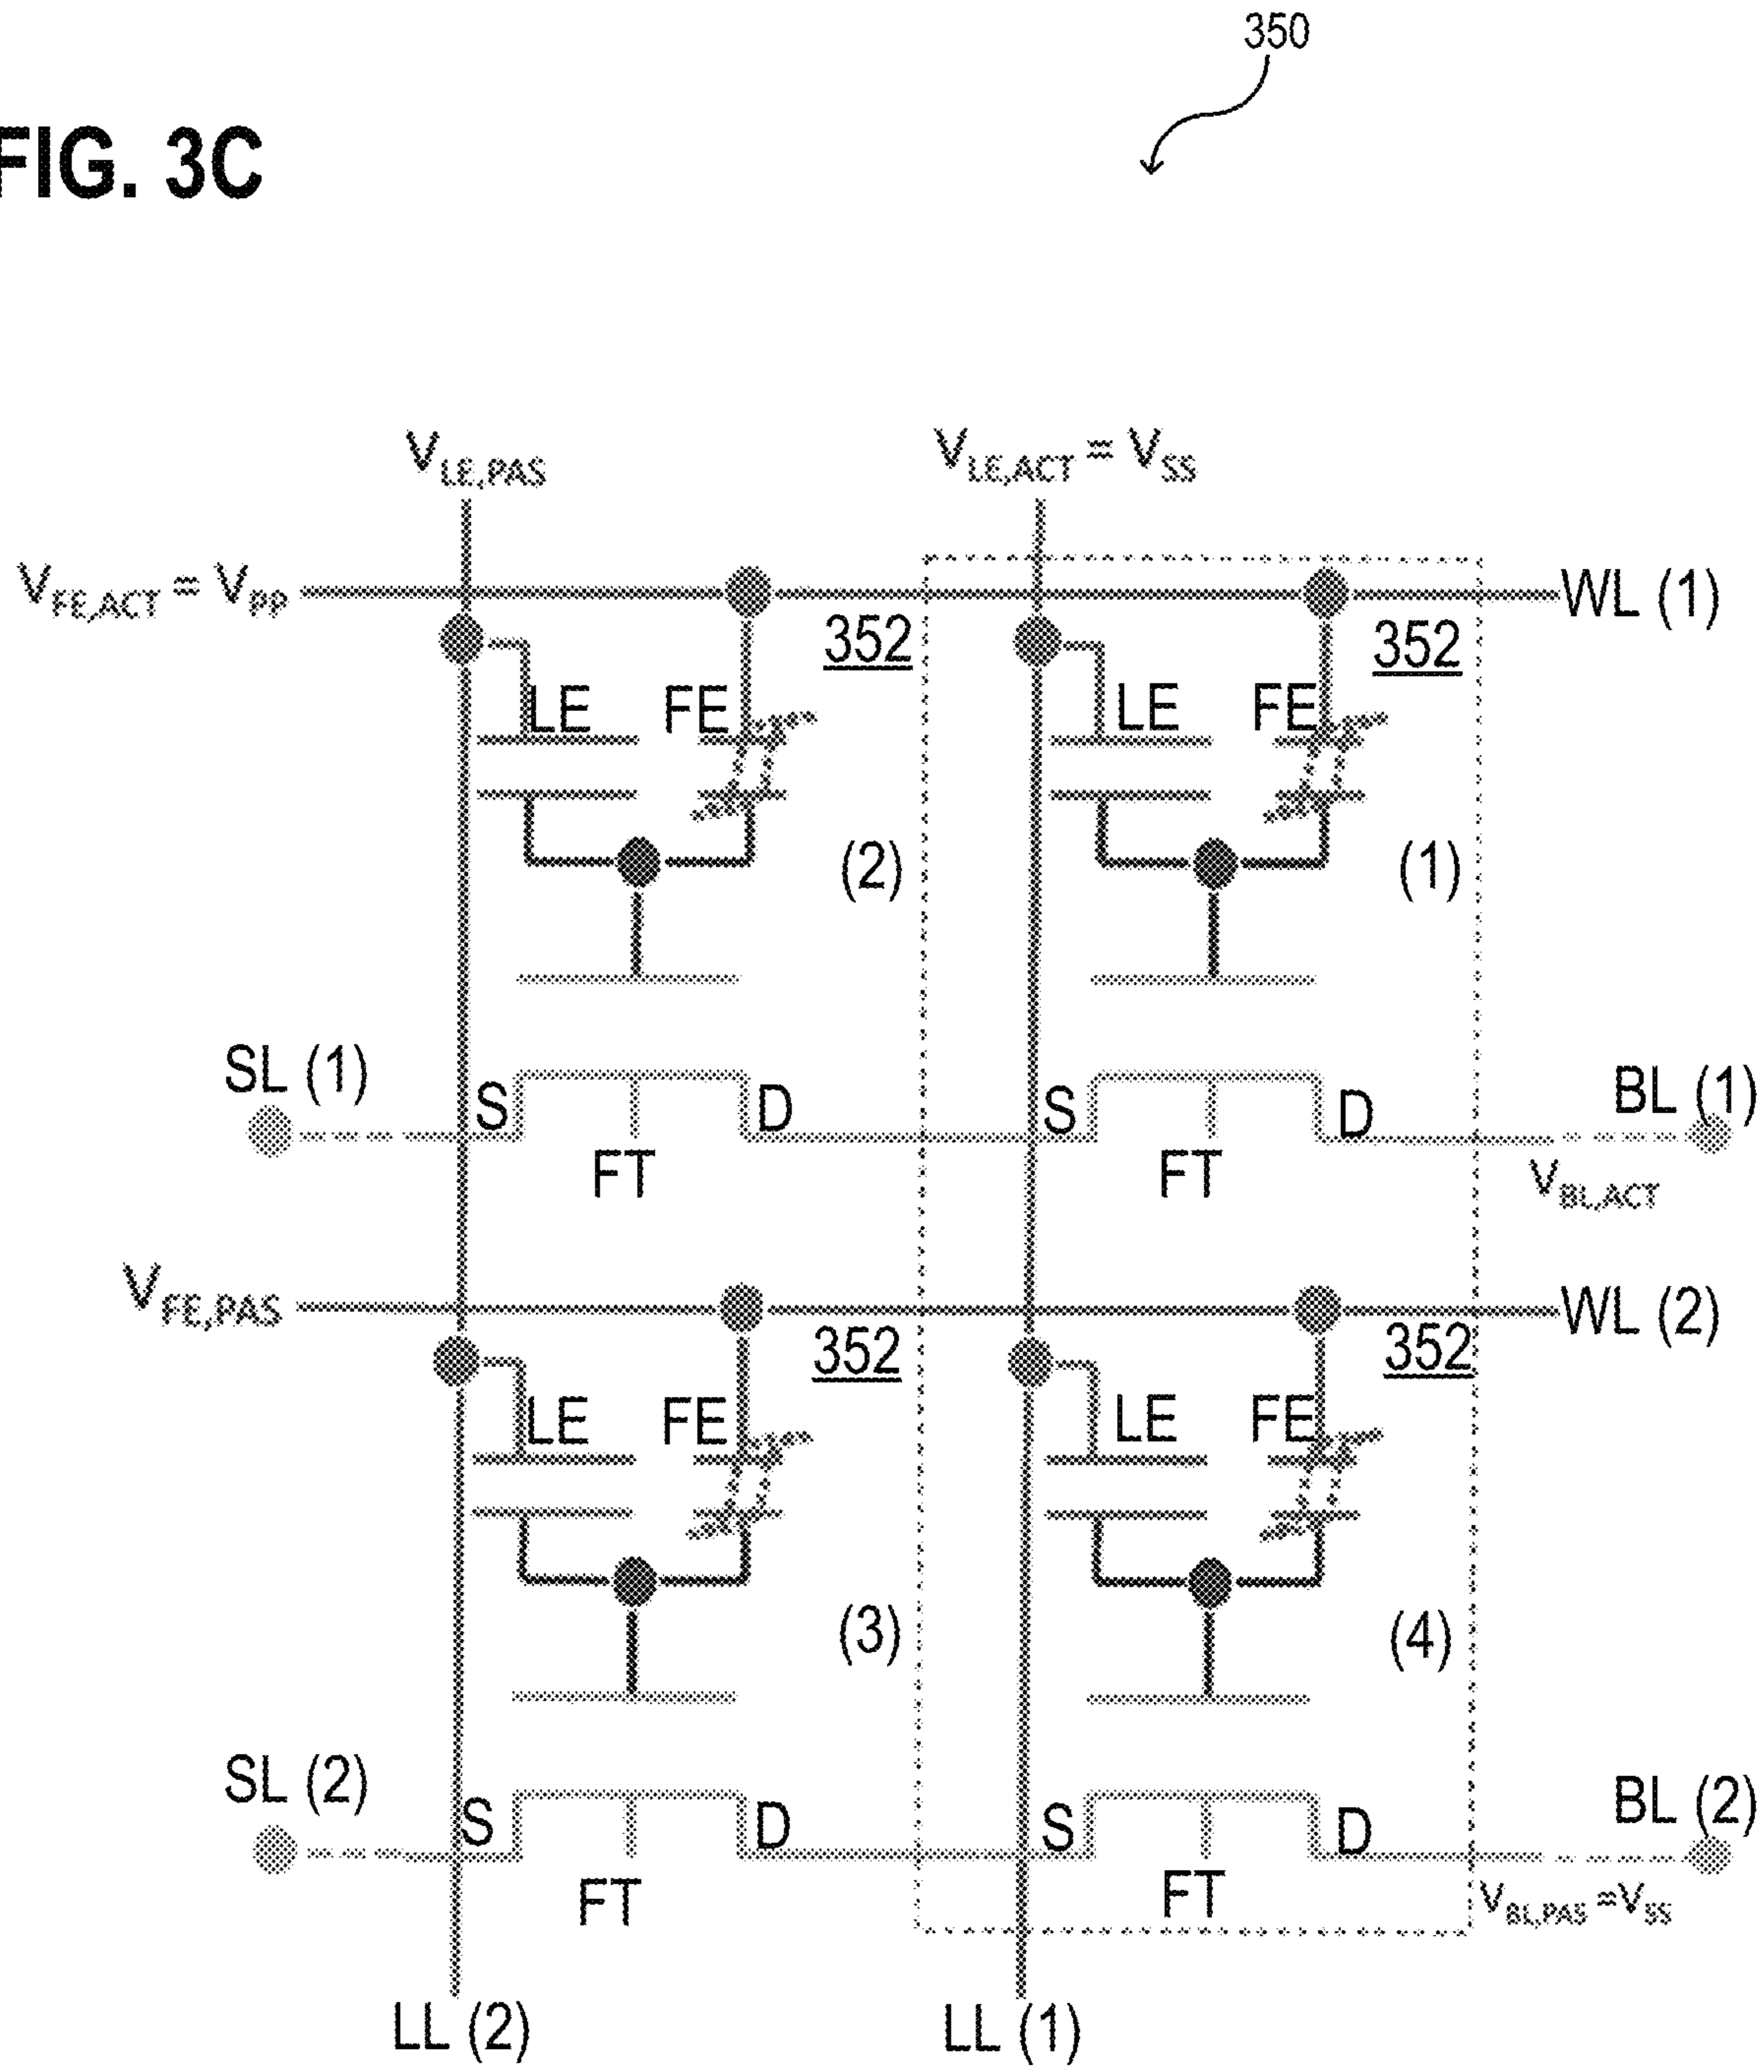 350
FIG. 3C
V_LE,PAS
V_LE,ACT = V_SS
V_FE,ACT = V_PP
WL (1)
352
352
LE
FE
LE
FE
(2)
(1)
SL (1)
BL (1)
S
D
S
D
FT
FT
V_BL,ACT
V_FE,PAS
WL (2)
352
352
LE
FE
LE
FE
(3)
(4)
SL (2)
BL (2)
S
D
S
D
FT
FT
V_BL,PAS = V_SS
LL (2)
LL (1)